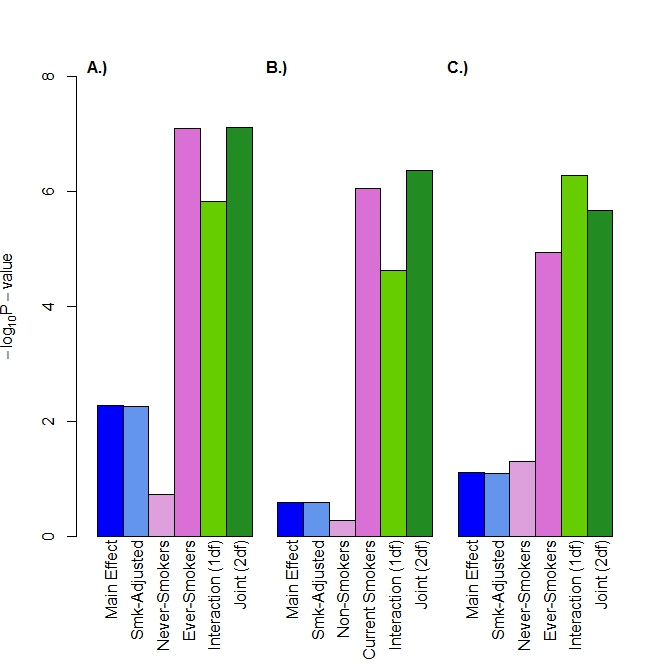 A.)
B.)
C.)
8
6
4
2
0
– log10P – value
Main Effect
Smk-Adjusted
Never-Smokers
Ever-Smokers
Interaction (1df)
Joint (2df)
Main Effect
Smk-Adjusted
Non-Smokers
Current Smokers
Interaction (1df)
Joint (2df)
Main Effect
Smk-Adjusted
Never-Smokers
Ever-Smokers
Interaction (1df)
Joint (2df)